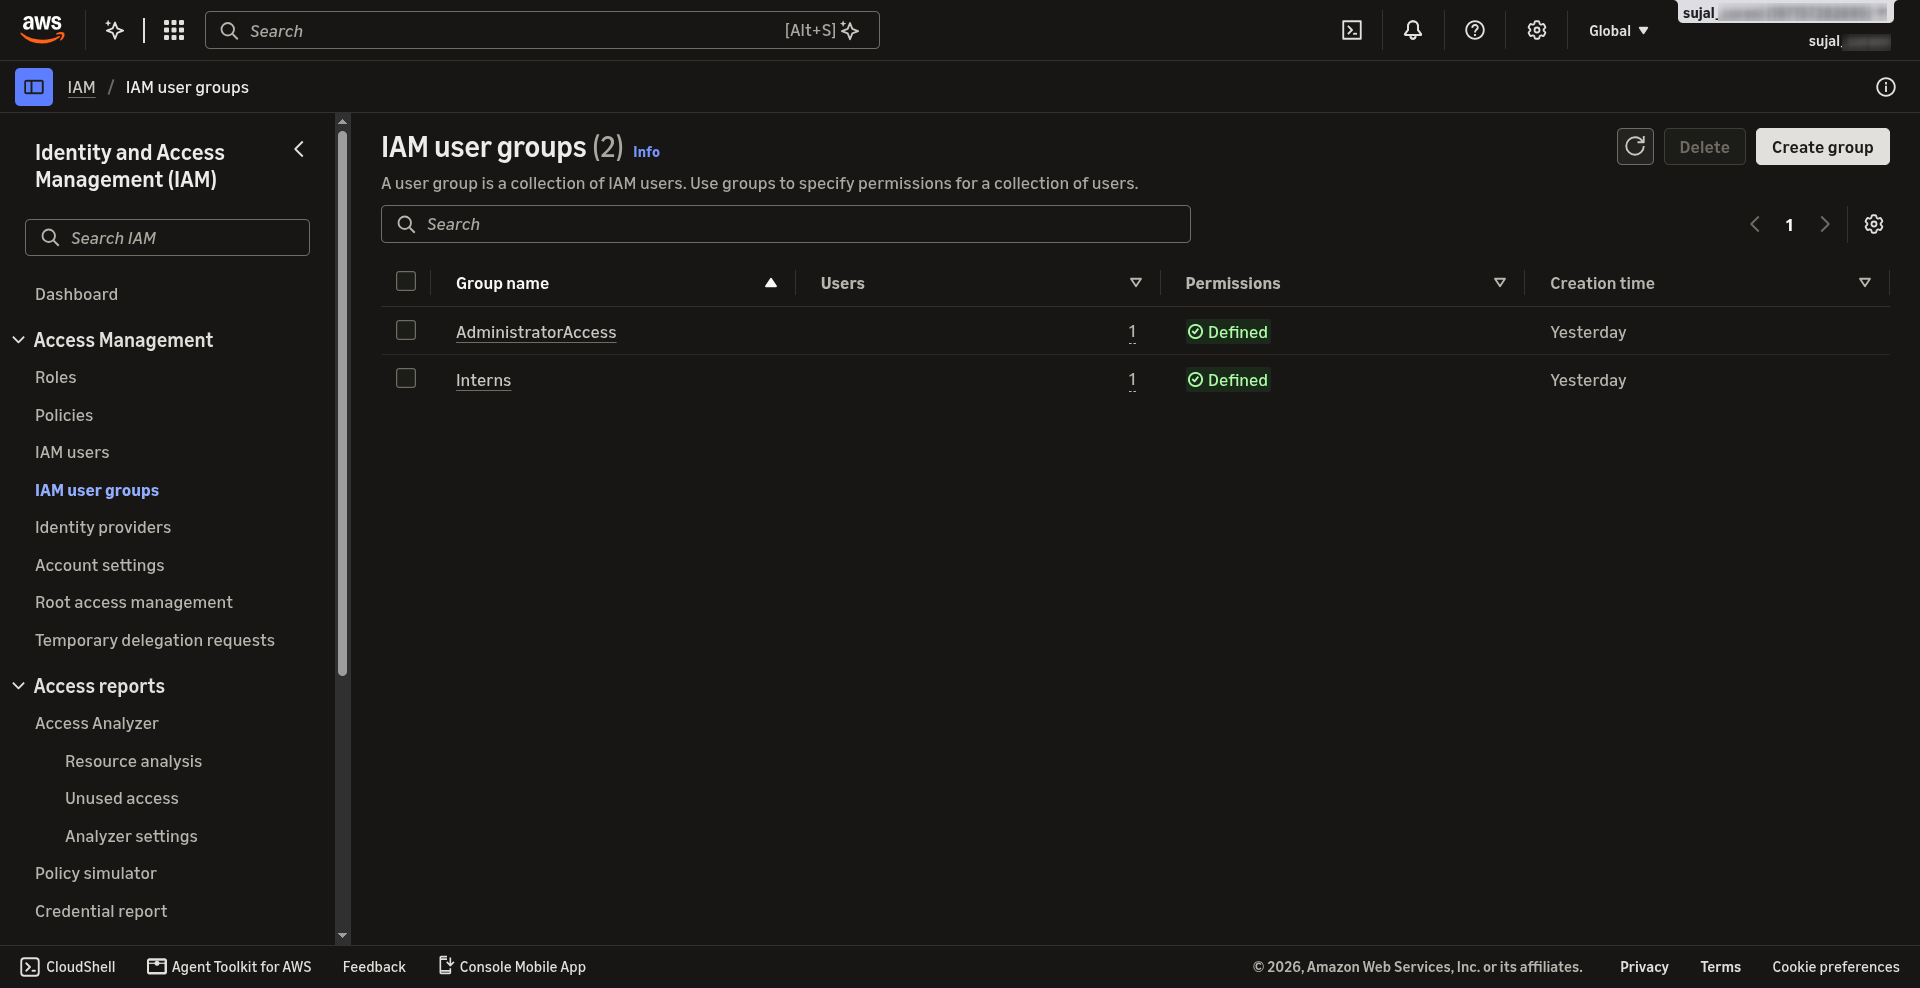 aws
Search [Alt+S]
Global
sujal_
sujal_
IAM / IAM user groups
Identity and Access
Management (IAM)
Search IAM
Dashboard
Access Management
Roles
Policies
IAM users
IAM user groups
Identity providers
Account settings
Root access management
Temporary delegation requests
Access reports
Access Analyzer
Resource analysis
Unused access
Analyzer settings
Policy simulator
Credential report
IAM user groups (2) Info
Delete
Create group
A user group is a collection of IAM users. Use groups to specify permissions for a collection of users.
Search
1
Group name Users Permissions Creation time
AdministratorAccess 1 Defined Yesterday
Interns 1 Defined Yesterday
CloudShell Agent Toolkit for AWS Feedback Console Mobile App © 2026, Amazon Web Services, Inc. or its affiliates. Privacy Terms Cookie preferences